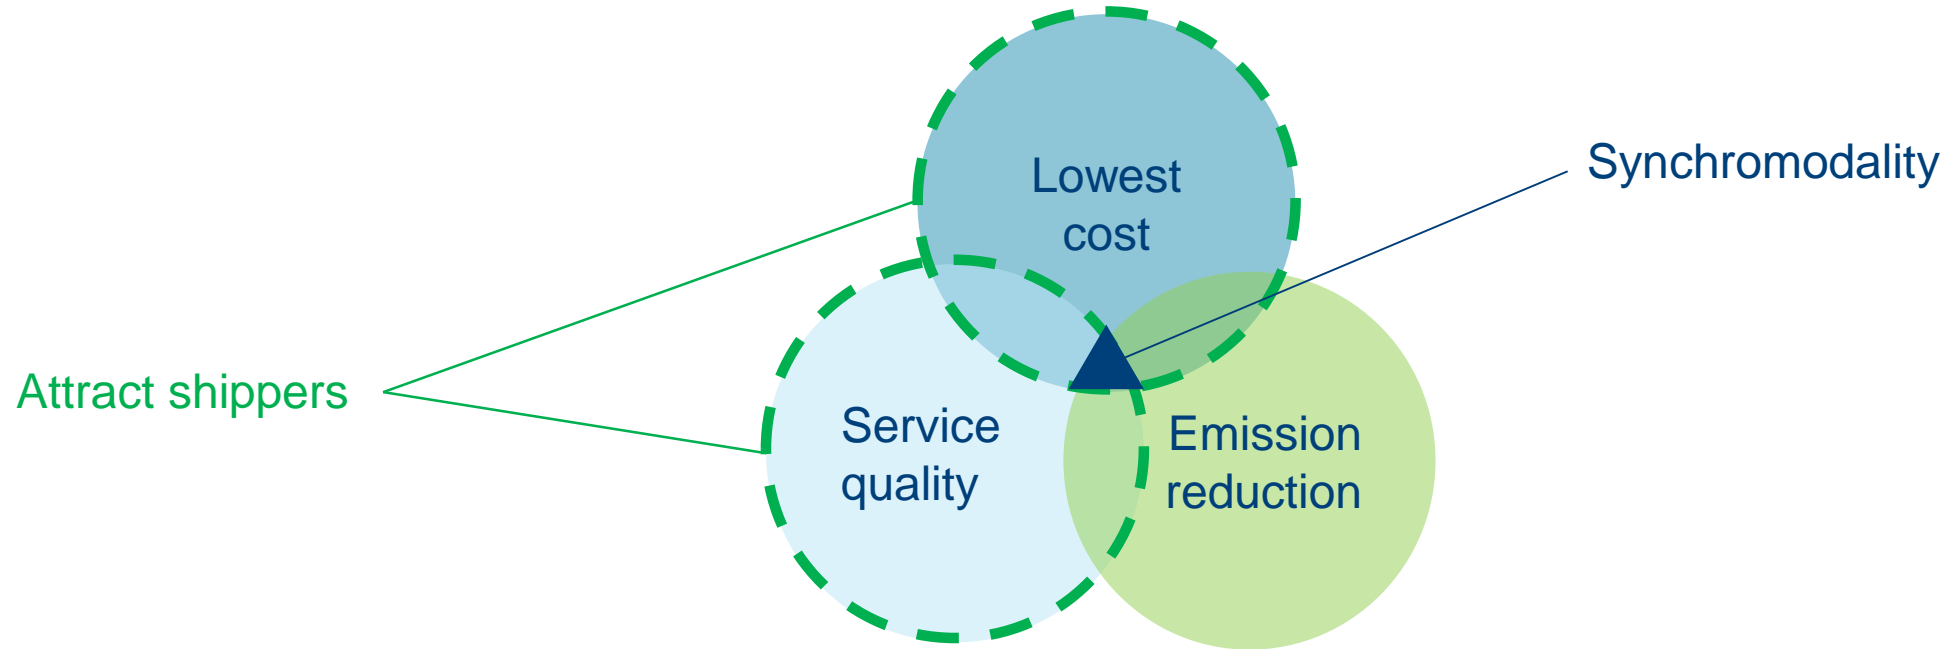 Lowest
cost
Synchromodality
Attract shippers
Service
quality
Emission
reduction